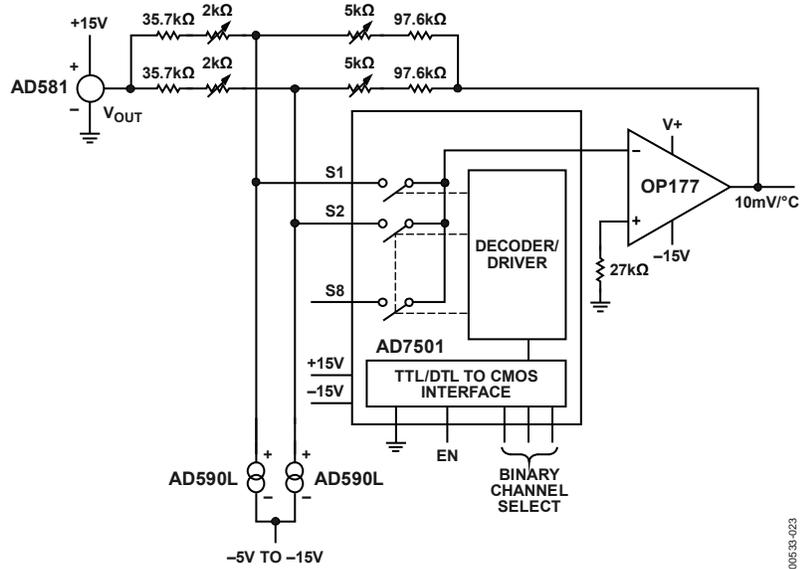 +15V
35.7kΩ
2kΩ
5kΩ
97.6kΩ
AD581
+
–
VOUT
35.7kΩ
2kΩ
5kΩ
97.6kΩ
S1
S2
S8
DECODER/
DRIVER
AD7501
+15V
–15V
TTL/DTL TO CMOS
INTERFACE
EN
BINARY
CHANNEL
SELECT
V+
–
OP177
+
–15V
27kΩ
10mV/°C
AD590L
+
–
+
–
AD590L
–5V TO –15V
00533-023